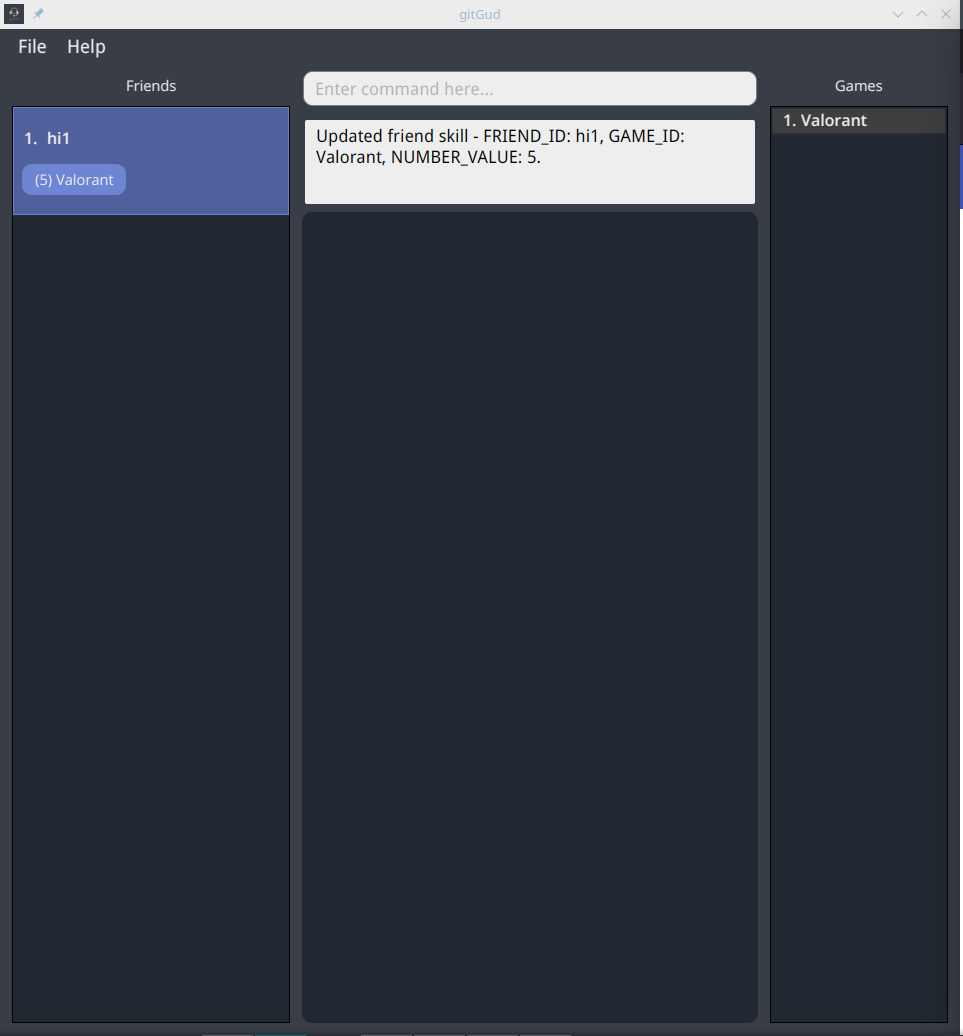 gitGud
File Help
Friends
1. hi1
(5) Valorant
Enter command here...
Updated friend skill - FRIEND_ID: hi1, GAME_ID:
Valorant, NUMBER_VALUE: 5.
Games
1. Valorant